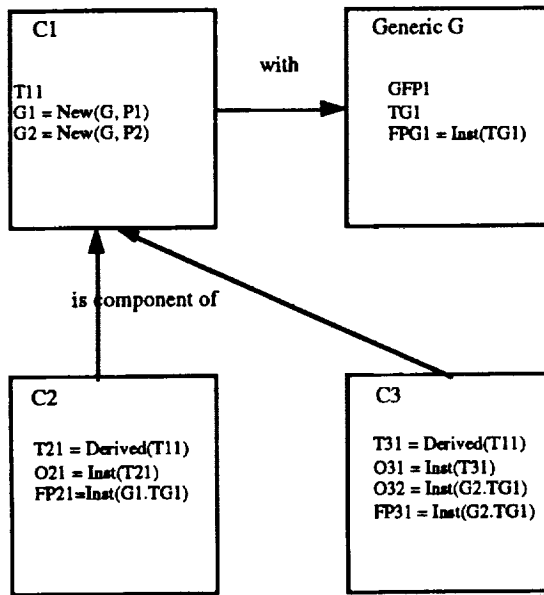 C1
T11
G1 = New(G, P1)
G2 = New(G, P2)
with
Generic G
GFP1
TG1
FPG1 = Inst(TG1)
is component of
C2
T21 = Derived(T11)
O21 = Inst(T21)
FP21=Inst(G1.TG1)
C3
T31 = Derived(T11)
O31 = Inst(T31)
O32 = Inst(G2.TG1)
FP31 = Inst(G2.TG1)